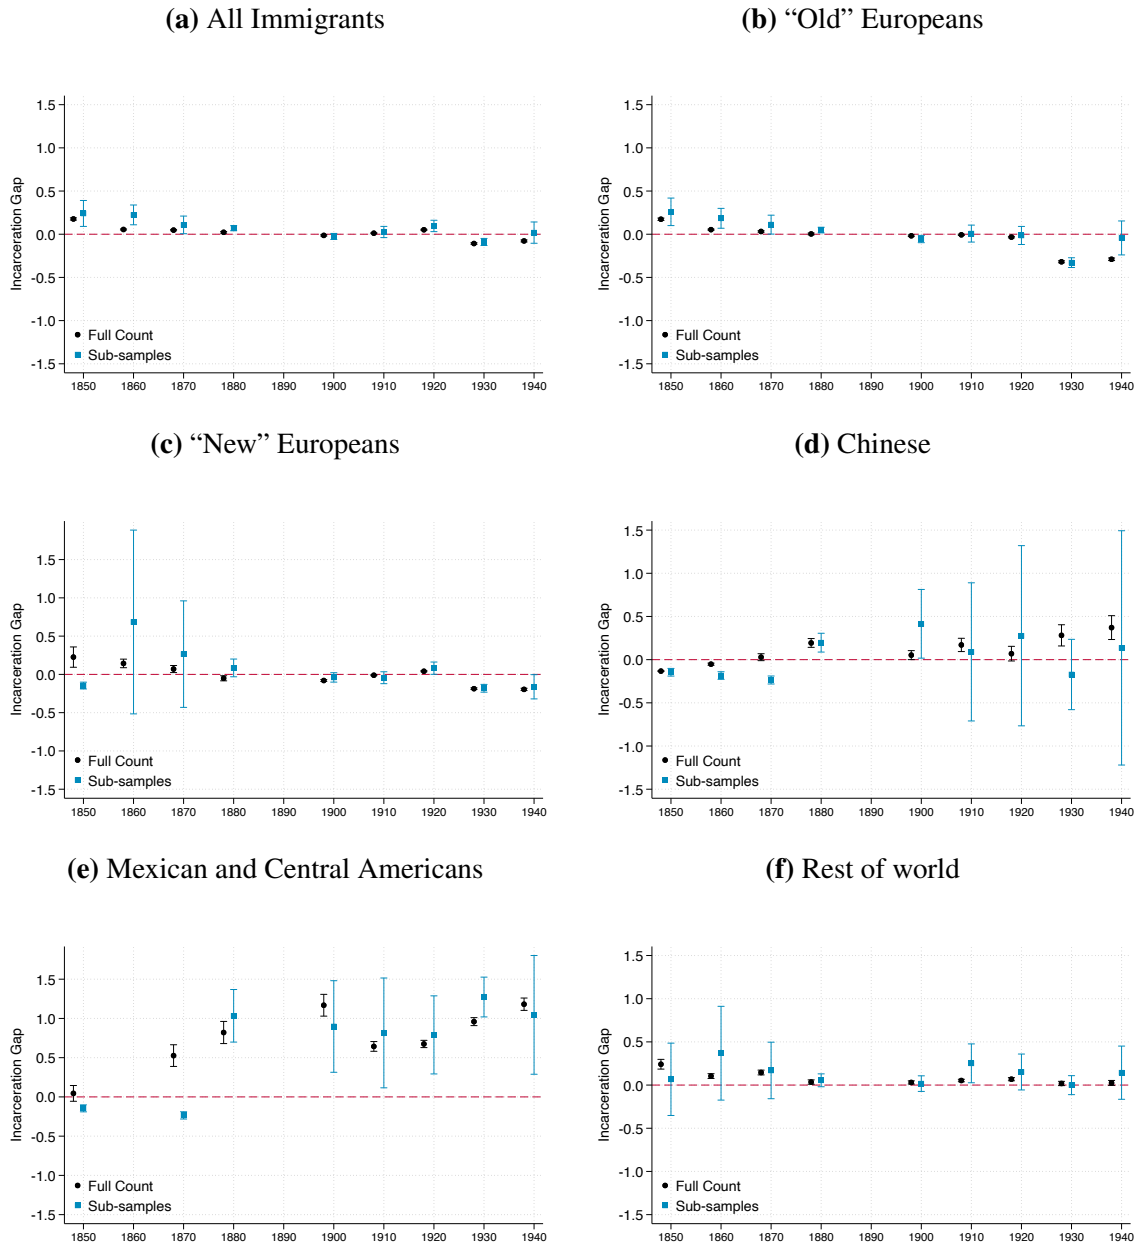 (a) All Immigrants
1.5
1.0
0.5
0.0
-0.5
-1.0
-1.5
Incarceration Gap
Full Count
Sub-samples
1850 1860 1870 1880 1890 1900 1910 1920 1930 1940
(b) “Old” Europeans
1.5
1.0
0.5
0.0
-0.5
-1.0
-1.5
Incarceration Gap
Full Count
Sub-samples
1850 1860 1870 1880 1890 1900 1910 1920 1930 1940
(c) “New” Europeans
1.5
1.0
0.5
0.0
-0.5
-1.0
-1.5
Incarceration Gap
Full Count
Sub-samples
1850 1860 1870 1880 1890 1900 1910 1920 1930 1940
(d) Chinese
1.5
1.0
0.5
0.0
-0.5
-1.0
-1.5
Incarceration Gap
Full Count
Sub-samples
1850 1860 1870 1880 1890 1900 1910 1920 1930 1940
(e) Mexican and Central Americans
1.5
1.0
0.5
0.0
-0.5
-1.0
-1.5
Incarceration Gap
Full Count
Sub-samples
1850 1860 1870 1880 1890 1900 1910 1920 1930 1940
(f) Rest of world
1.5
1.0
0.5
0.0
-0.5
-1.0
-1.5
Incarceration Gap
Full Count
Sub-samples
1850 1860 1870 1880 1890 1900 1910 1920 1930 1940